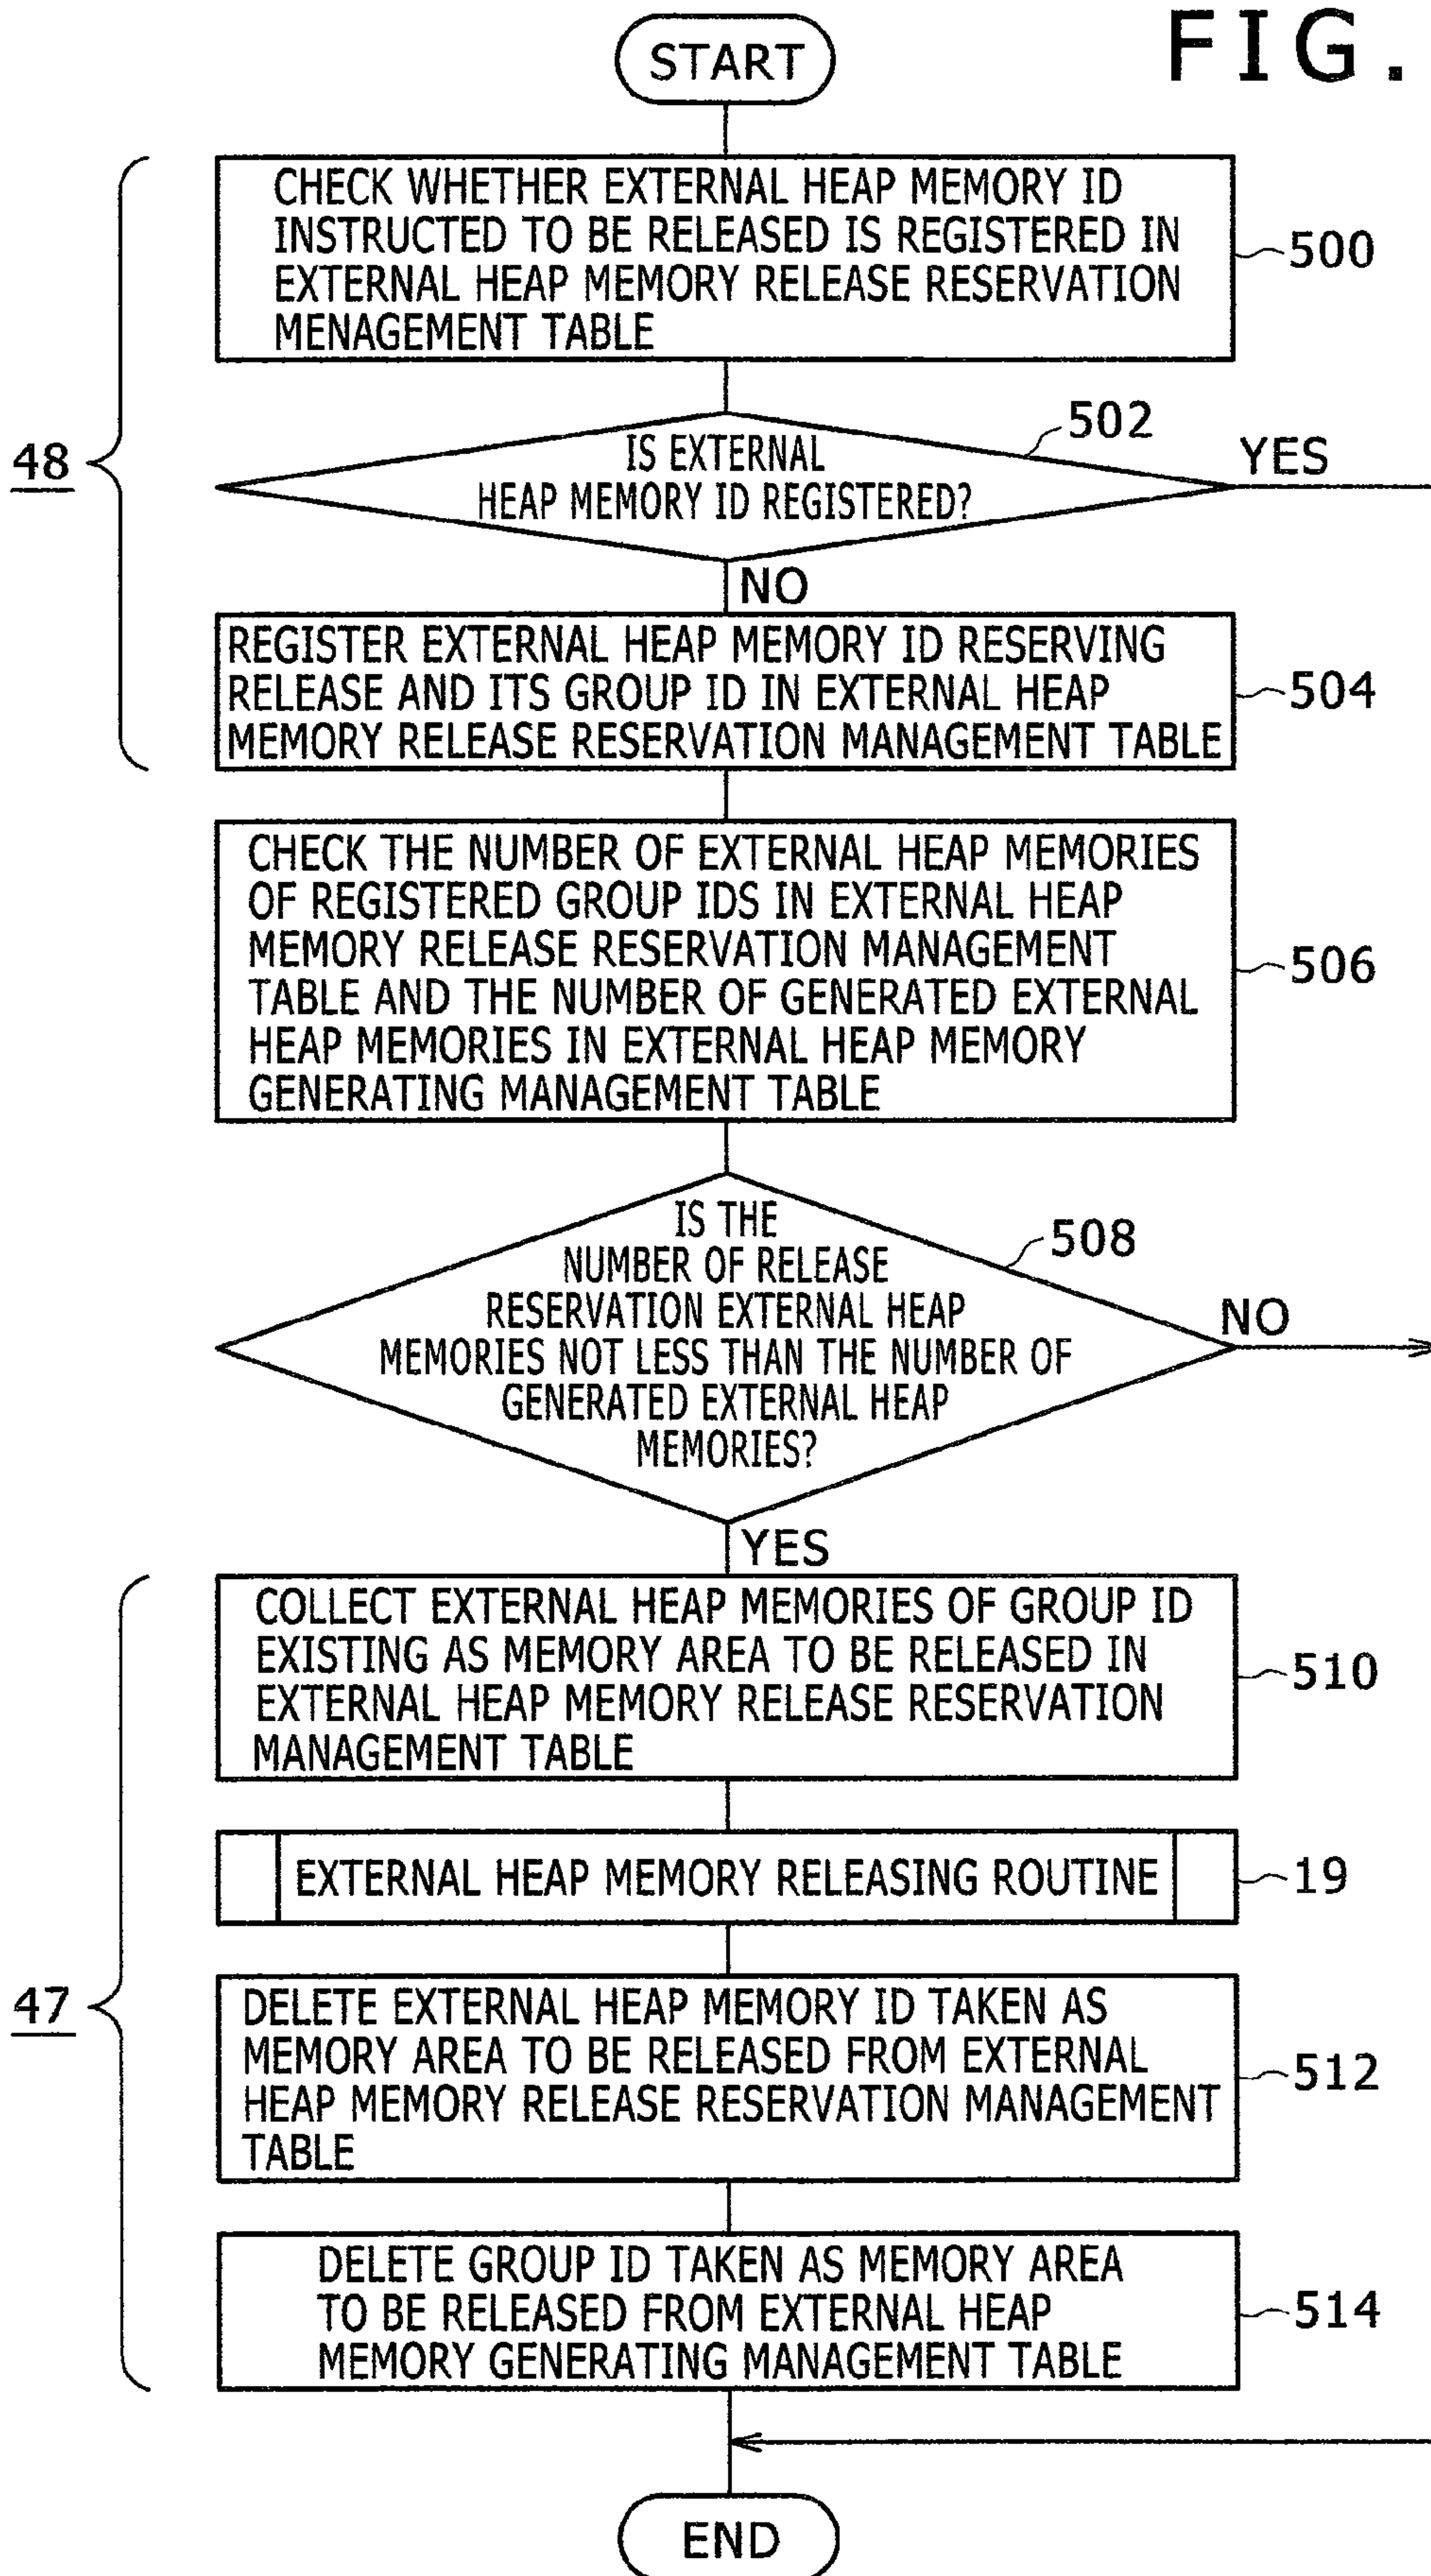 FIG.
START
CHECK WHETHER EXTERNAL HEAP MEMORY ID
INSTRUCTED TO BE RELEASED IS REGISTERED IN
EXTERNAL HEAP MEMORY RELEASE RESERVATION
MENAGEMENT TABLE
500
48
502
IS EXTERNAL
HEAP MEMORY ID REGISTERED?
YES
NO
REGISTER EXTERNAL HEAP MEMORY ID RESERVING
RELEASE AND ITS GROUP ID IN EXTERNAL HEAP
MEMORY RELEASE RESERVATION MANAGEMENT TABLE
504
CHECK THE NUMBER OF EXTERNAL HEAP MEMORIES
OF REGISTERED GROUP IDS IN EXTERNAL HEAP
MEMORY RELEASE RESERVATION MANAGEMENT
TABLE AND THE NUMBER OF GENERATED EXTERNAL
HEAP MEMORIES IN EXTERNAL HEAP MEMORY
GENERATING MANAGEMENT TABLE
506
IS THE
NUMBER OF RELEASE
RESERVATION EXTERNAL HEAP
MEMORIES NOT LESS THAN THE NUMBER OF
GENERATED EXTERNAL HEAP
MEMORIES?
508
NO
YES
COLLECT EXTERNAL HEAP MEMORIES OF GROUP ID
EXISTING AS MEMORY AREA TO BE RELEASED IN
EXTERNAL HEAP MEMORY RELEASE RESERVATION
MANAGEMENT TABLE
510
EXTERNAL HEAP MEMORY RELEASING ROUTINE
19
47
DELETE EXTERNAL HEAP MEMORY ID TAKEN AS
MEMORY AREA TO BE RELEASED FROM EXTERNAL
HEAP MEMORY RELEASE RESERVATION MANAGEMENT
TABLE
512
DELETE GROUP ID TAKEN AS MEMORY AREA
TO BE RELEASED FROM EXTERNAL HEAP
MEMORY GENERATING MANAGEMENT TABLE
514
END